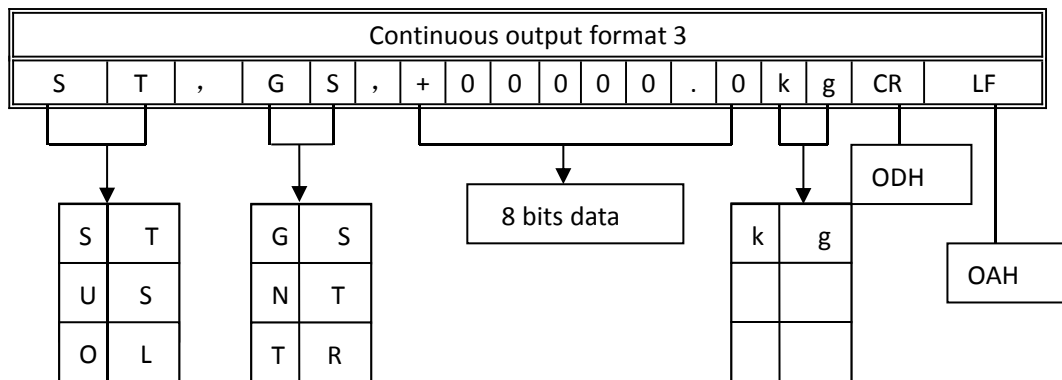 Continuous output format 3
S T , G S , + 0 0 0 0 0 . 0 k g CR LF
ODH
8 bits data
S T G S k g
U S N T OAH
O L T R